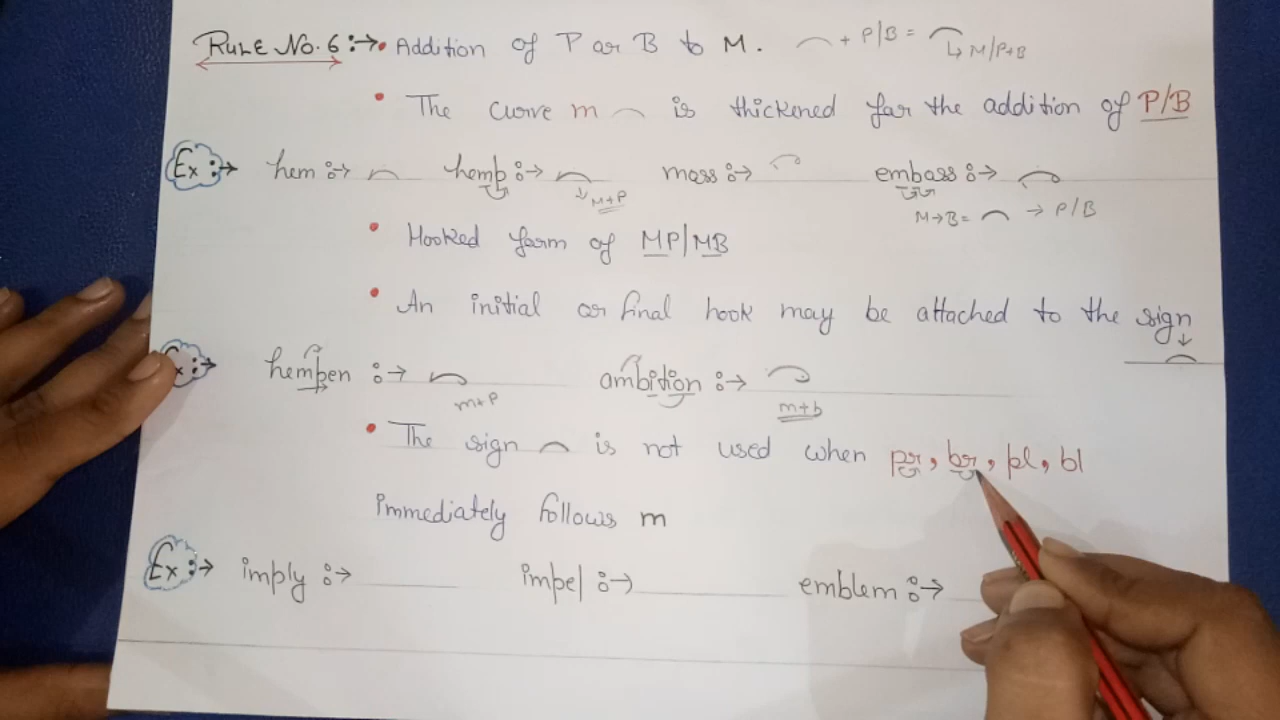 RULE NO. 6 :→ • Addition of P or B to M. + P/B = M/P+B
• The curve m is thickened for the addition of P/B
Ex :→ hem :→ hemp :→ mass :→ embass :→
M+P
M→B= → P/B
• Hooked form of MP/MB
• An initial or final hook may be attached to the sign
:→ hempen :→ ambition :→
m+P m+b
• The sign is not used when pr, br, pl, bl
immediately follows m
Ex :→ imply :→ impel :→ emblem :→